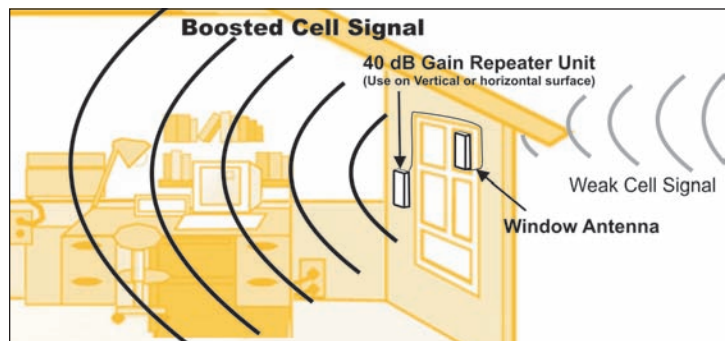 Boosted Cell Signal
40 dB Gain Repeater Unit
(Use on Vertical or horizontal surface)
Weak Cell Signal
Window Antenna